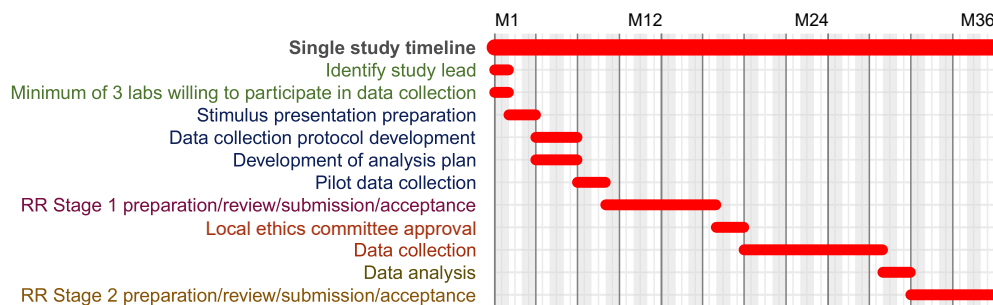 M1 M12 M24 M36
Single study timeline
Identify study lead
Minimum of 3 labs willing to participate in data collection
Stimulus presentation preparation
Data collection protocol development
Development of analysis plan
Pilot data collection
RR Stage 1 preparation/review/submission/acceptance
Local ethics committee approval
Data collection
Data analysis
RR Stage 2 preparation/review/submission/acceptance